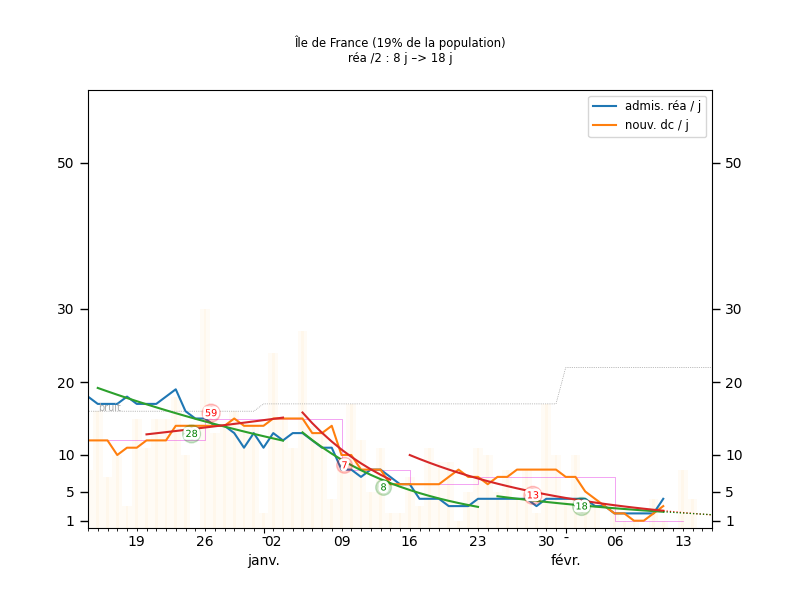 Île de France (19% de la population)
réa /2 : 8 j –> 18 j
admis. réa / j
nouv. dc / j
50 50
30 30
20 20
bruit
59
28
10 10
7
8
5 5
13
18
1 1
19 26 02 09 16 23 30 06 13
janv. févr.